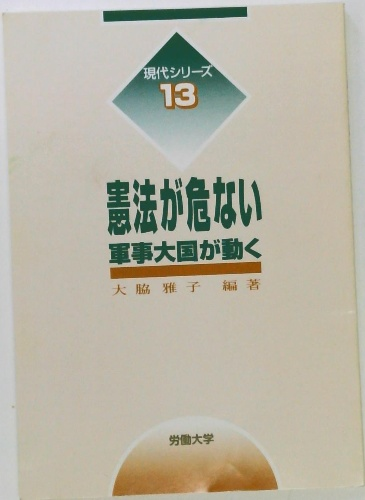 現代シリーズ
13
憲法が危ない
軍事大国が動く
大脇雅子 編著
労働大学